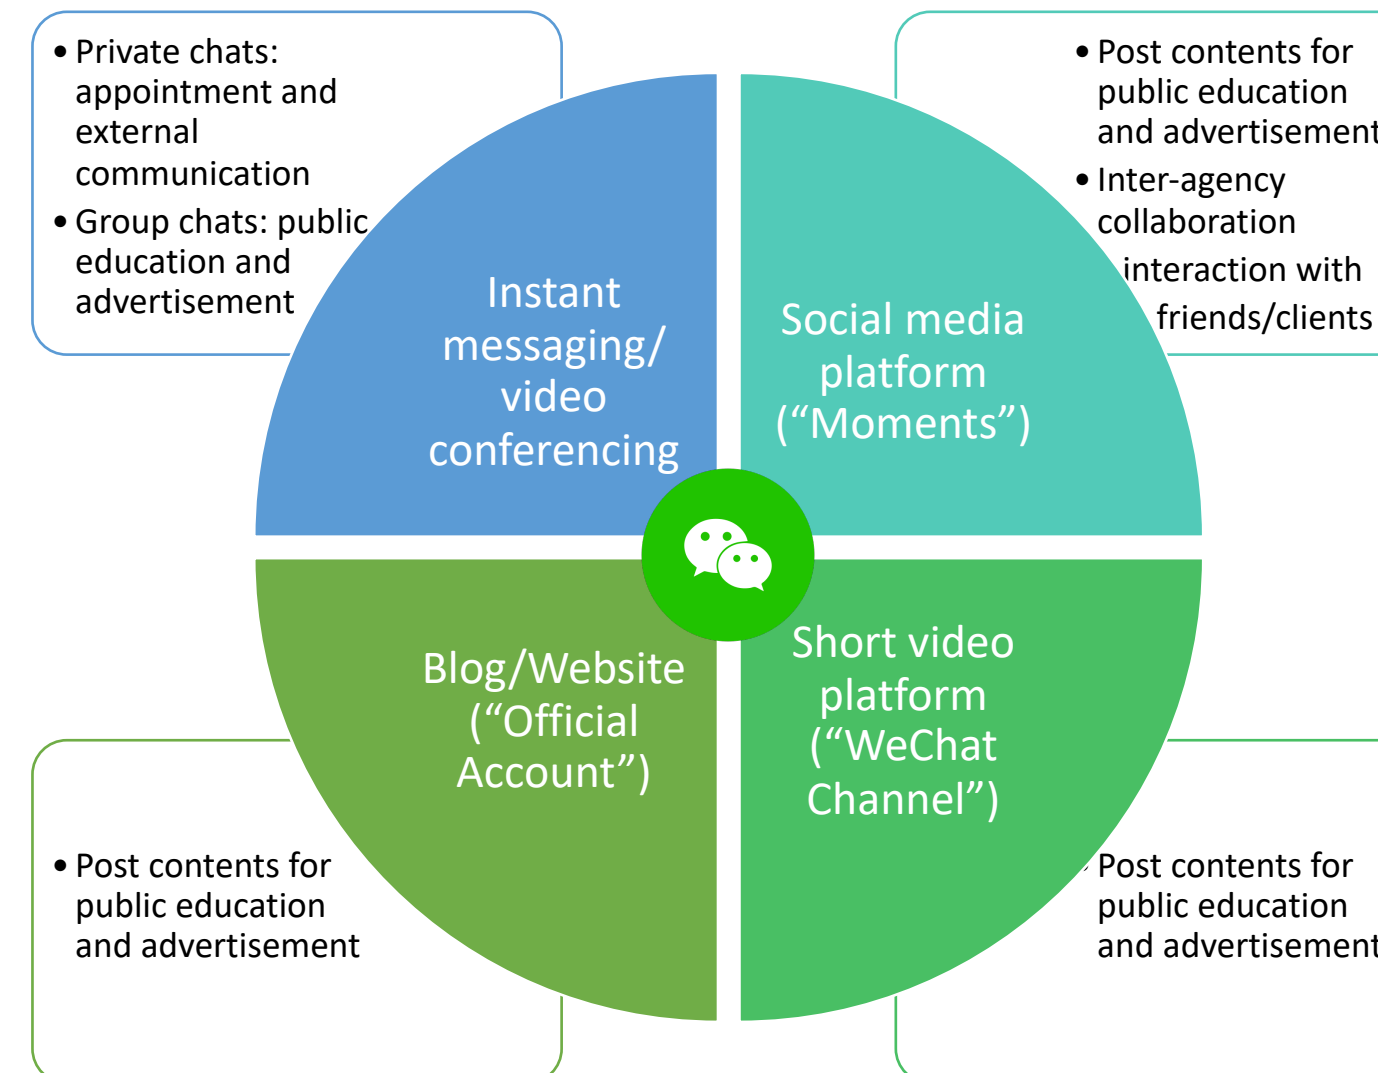 • Private chats:
appointment and
external
communication
• Group chats: public
education and
advertisement
• Post contents for
public education
and advertisement
• Inter-agency
collaboration
interaction with
friends/clients
Instant
messaging/
video
conferencing
Social media
platform
(“Moments”)
Blog/Website
(“Official
Account”)
Short video
platform
(“WeChat
Channel”)
• Post contents for
public education
and advertisement
• Post contents for
public education
and advertisement